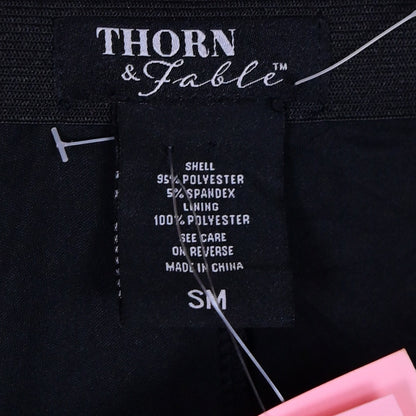 THORN
& Fable™
SHELL
95% POLYESTER
5% SPANDEX
LINING
100% POLYESTER
SEE CARE
ON REVERSE
MADE IN CHINA
SM